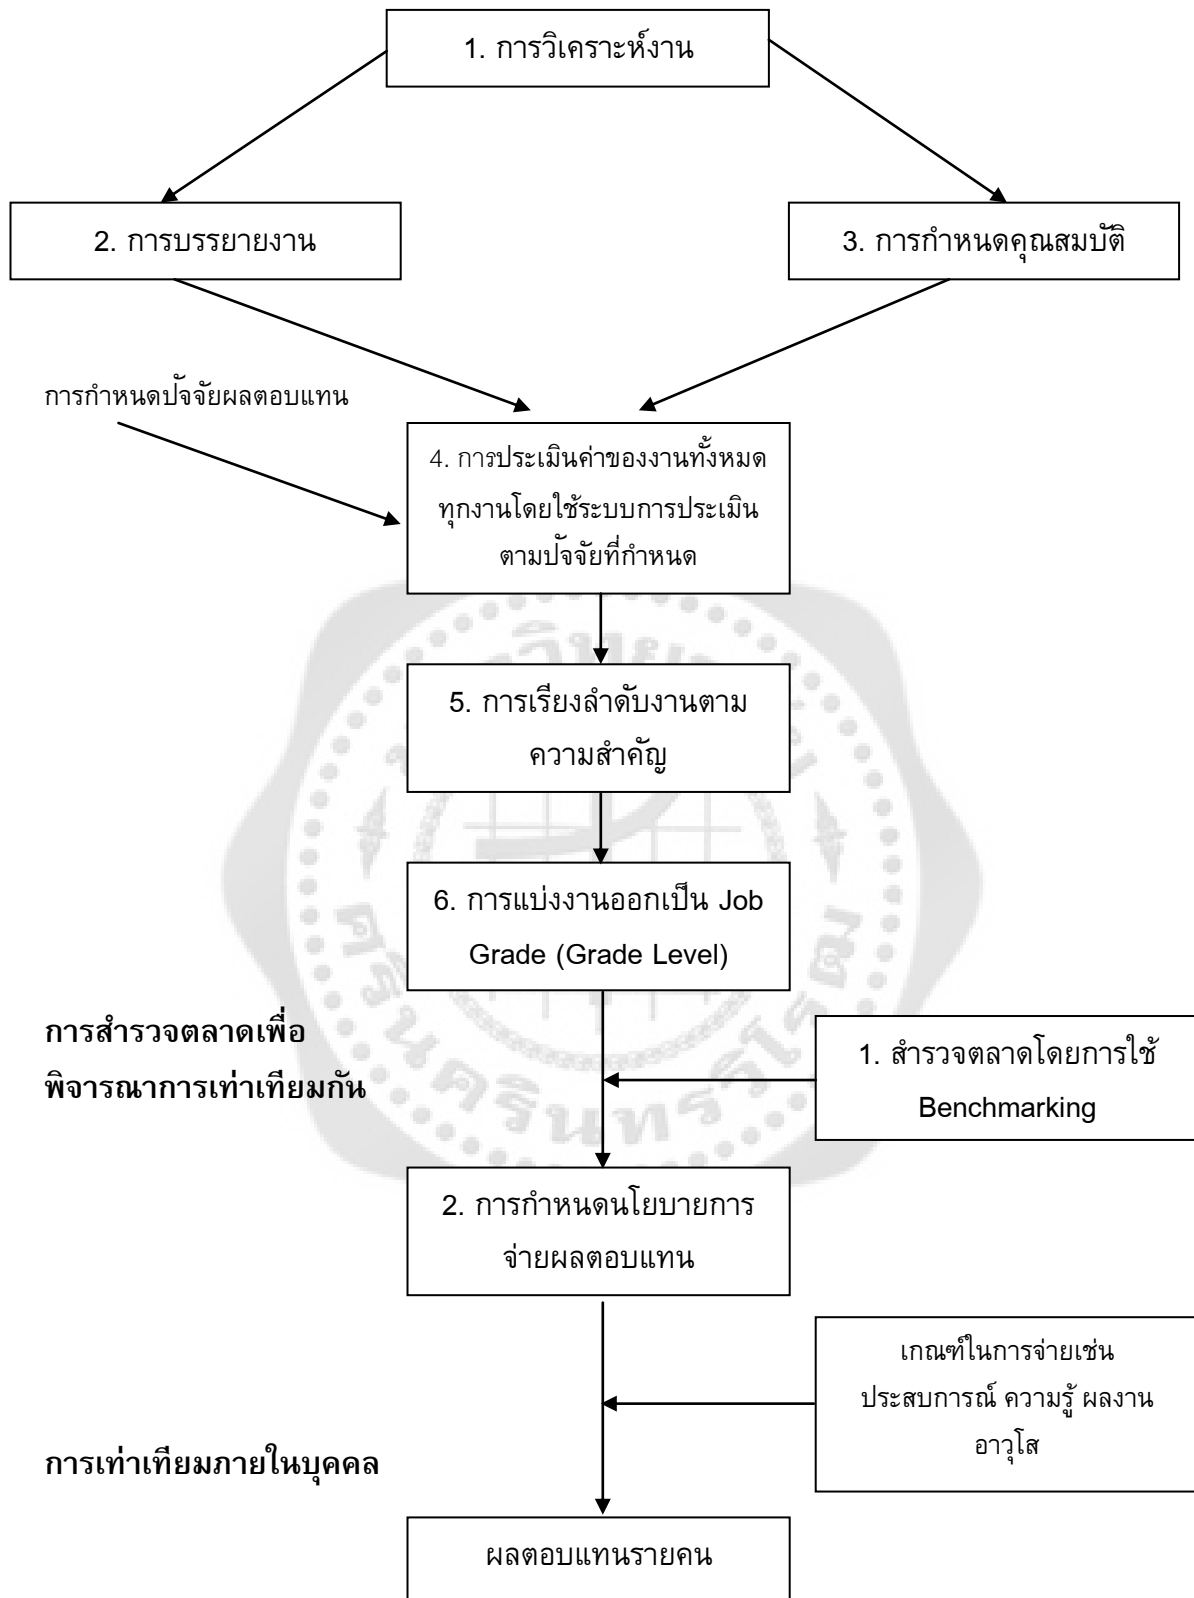 1. การวิเคราะห์งาน
2. การบรรยายงาน
3. การกำหนดคุณสมบัติ
การกำหนดปัจจัยผลตอบแทน
4. การประเมินค่าของงานทั้งหมด
ทุกงานโดยใช้ระบบการประเมิน
ตามปัจจัยที่กำหนด
5. การเรียงลำดับงานตาม
ความสำคัญ
6. การแบ่งงานออกเป็น Job
Grade (Grade Level)
การสำรวจตลาดเพื่อ
พิจารณาการเท่าเทียมกัน
1. สำรวจตลาดโดยการใช้
Benchmarking
2. การกำหนดนโยบายการ
จ่ายผลตอบแทน
เกณฑ์ในการจ่ายเช่น
ประสบการณ์ ความรู้ ผลงาน
อาวุโส
การเท่าเทียมภายในบุคคล
ผลตอบแทนรายคน